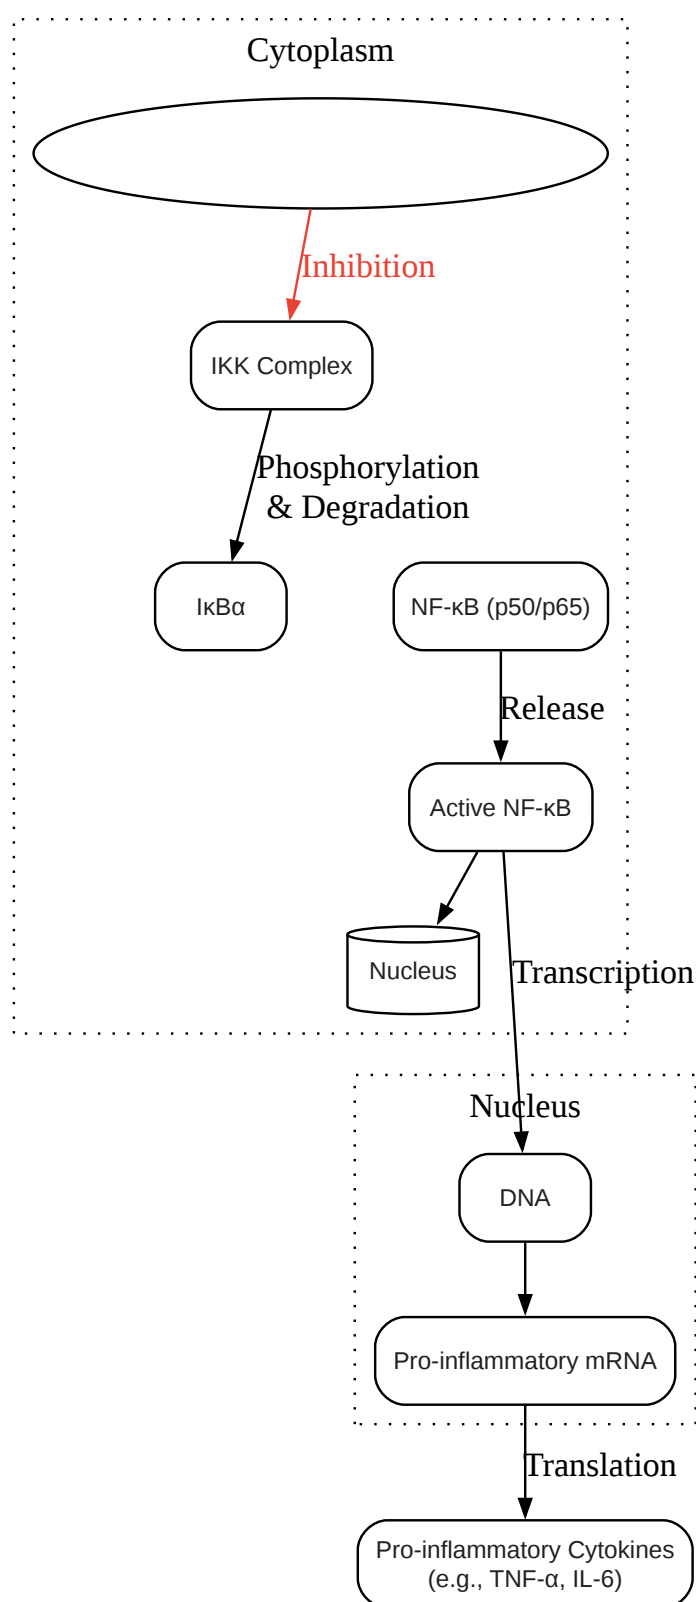 Cytoplasm
Inhibition
IKK Complex
Phosphorylation
& Degradation
IκBα
NF-κB (p50/p65)
Release
Active NF-κB
Nucleus
Transcription
Nucleus
DNA
Pro-inflammatory mRNA
Translation
Pro-inflammatory Cytokines
(e.g., TNF-α, IL-6)